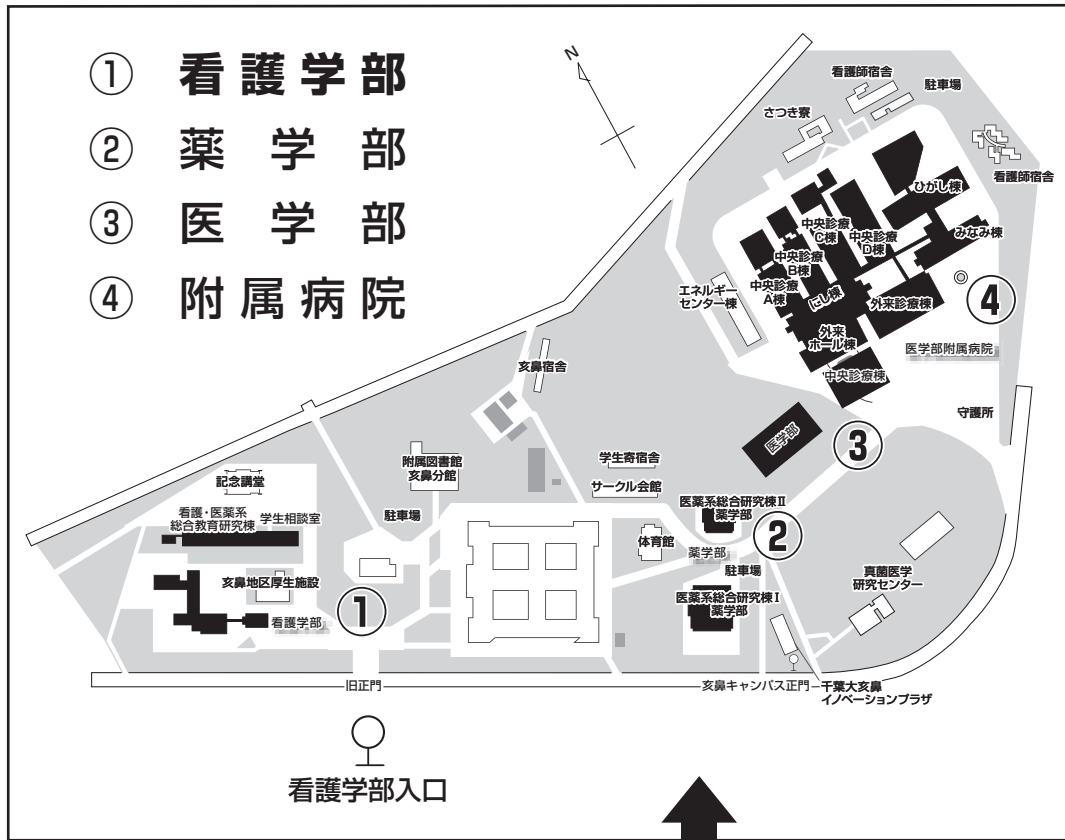 ① 看護学部
② 薬学部
③ 医学部
④ 附属病院
N
看護師宿舎
駐車場
さつき寮
看護師宿舎
ひがし棟
みなみ棟
中央診療
C棟
中央診療
D棟
中央診療
B棟
中央診療
A棟
にし棟
外来診療棟
エネルギー
センター棟
外来
ホール棟
④
医学部附属病院
中央診療棟
守護所
亥鼻宿舎
医学部
③
附属図書館
亥鼻分館
学生寄宿舎
サークル会館
記念講堂
看護・医薬系
総合教育研究棟
学生相談室
駐車場
医薬系総合研究棟Ⅱ
薬学部
②
体育館
薬学部
駐車場
真菌医学
研究センター
亥鼻地区厚生施設
医薬系総合研究棟Ⅰ
薬学部
看護学部
①
旧正門
亥鼻キャンパス正門
千葉大亥鼻
イノベーションプラザ
看護学部入口